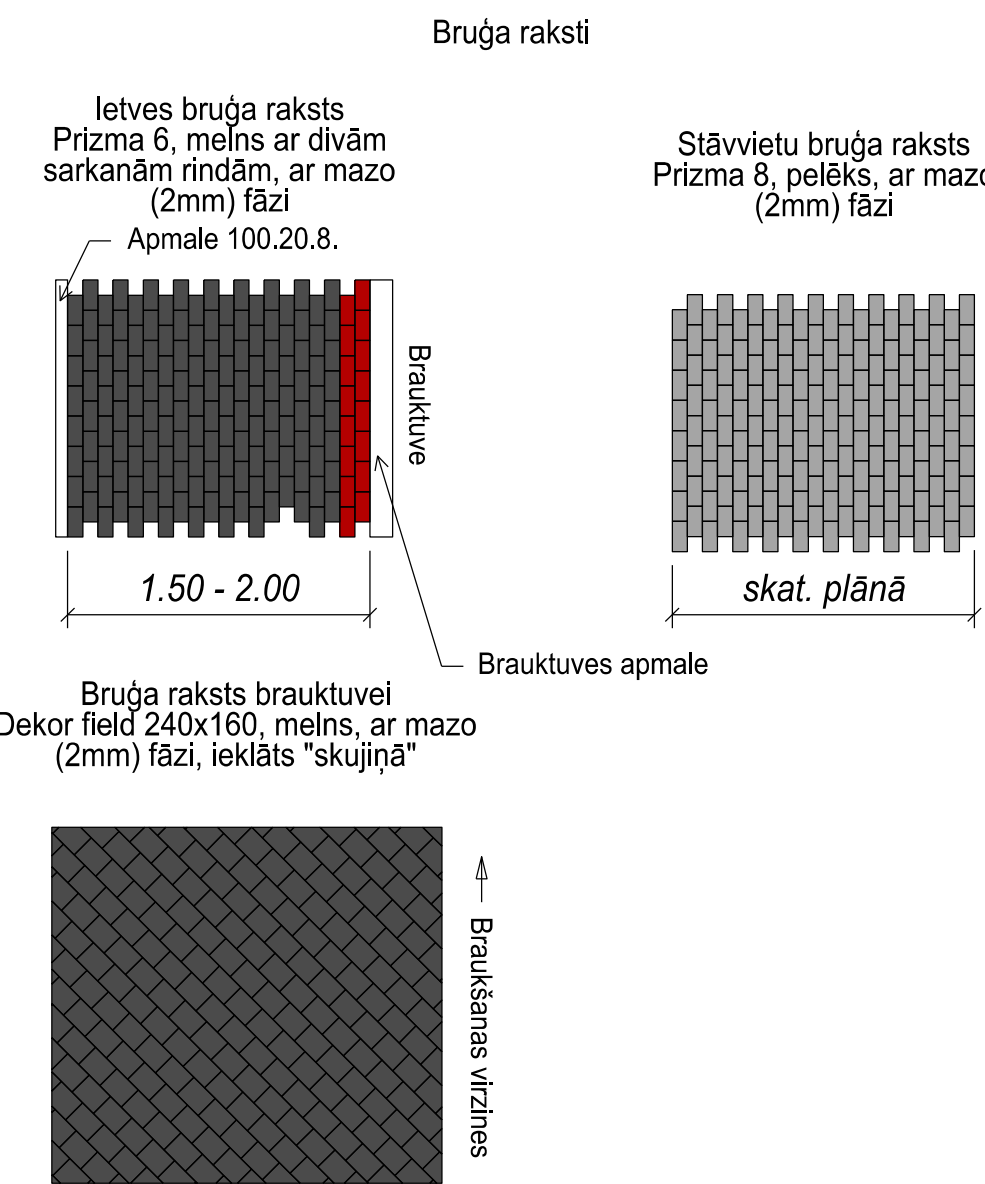 Bruģa raksti
Ietves bruģa raksts
Prizma 6, melns ar divām
sarkanām rindām, ar mazo
(2mm) fāzi
Apmale 100.20.8.
Brauktuve
1.50 - 2.00
Brauktuves apmale
Stāvvietu bruģa raksts
Prizma 8, pelēks, ar mazo
(2mm) fāzi
skat. plānā
Bruģa raksts brauktuvei
Dekor field 240x160, melns, ar mazo
(2mm) fāzi, ieklāts "skujiņā"
Braukšanas virzines